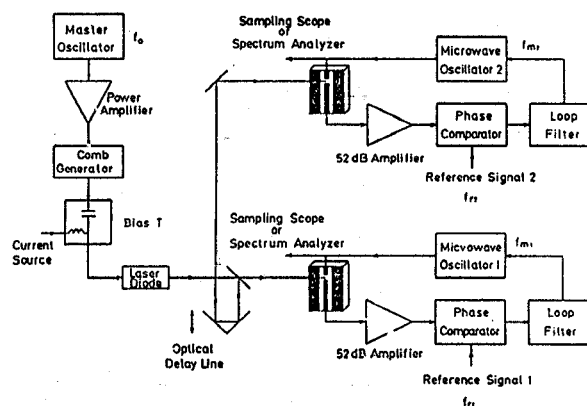 Master
Oscillator
f₀
Power
Amplifier
Comb
Generator
Bias T
Current
Source
Laser
Diode
Optical
Delay Line
Sampling Scope
or
Spectrum Analyzer
Microwave
Oscillator 2
fm₂
52 dB Amplifier
Phase
Comparator
Loop
Filter
Reference Signal 2
fr₂
Sampling Scope
or
Spectrum Analyzer
Microwave
Oscillator 1
fm₁
52 dB Amplifier
Phase
Comparator
Loop
Filter
Reference Signal 1
fr₁